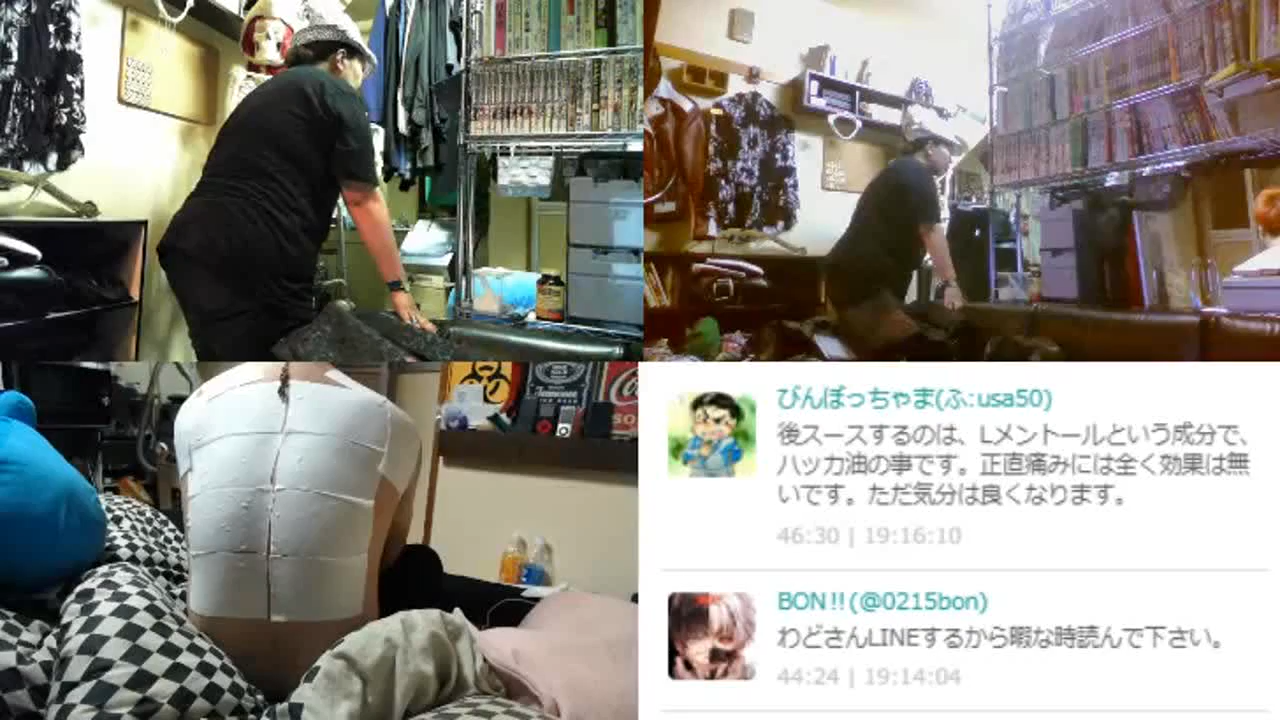 Coca
びんぼっちゃま(ふ:usa50)
後スースするのは、Lメントールという成分で、
ハッカ油の事です。正直痛みには全く効果は無
いです。ただ気分は良くなります。
46:30 | 19:16:10
BON!!(@0215bon)
わどさんLINEするから暇な時読んで下さい。
44:24 | 19:14:04